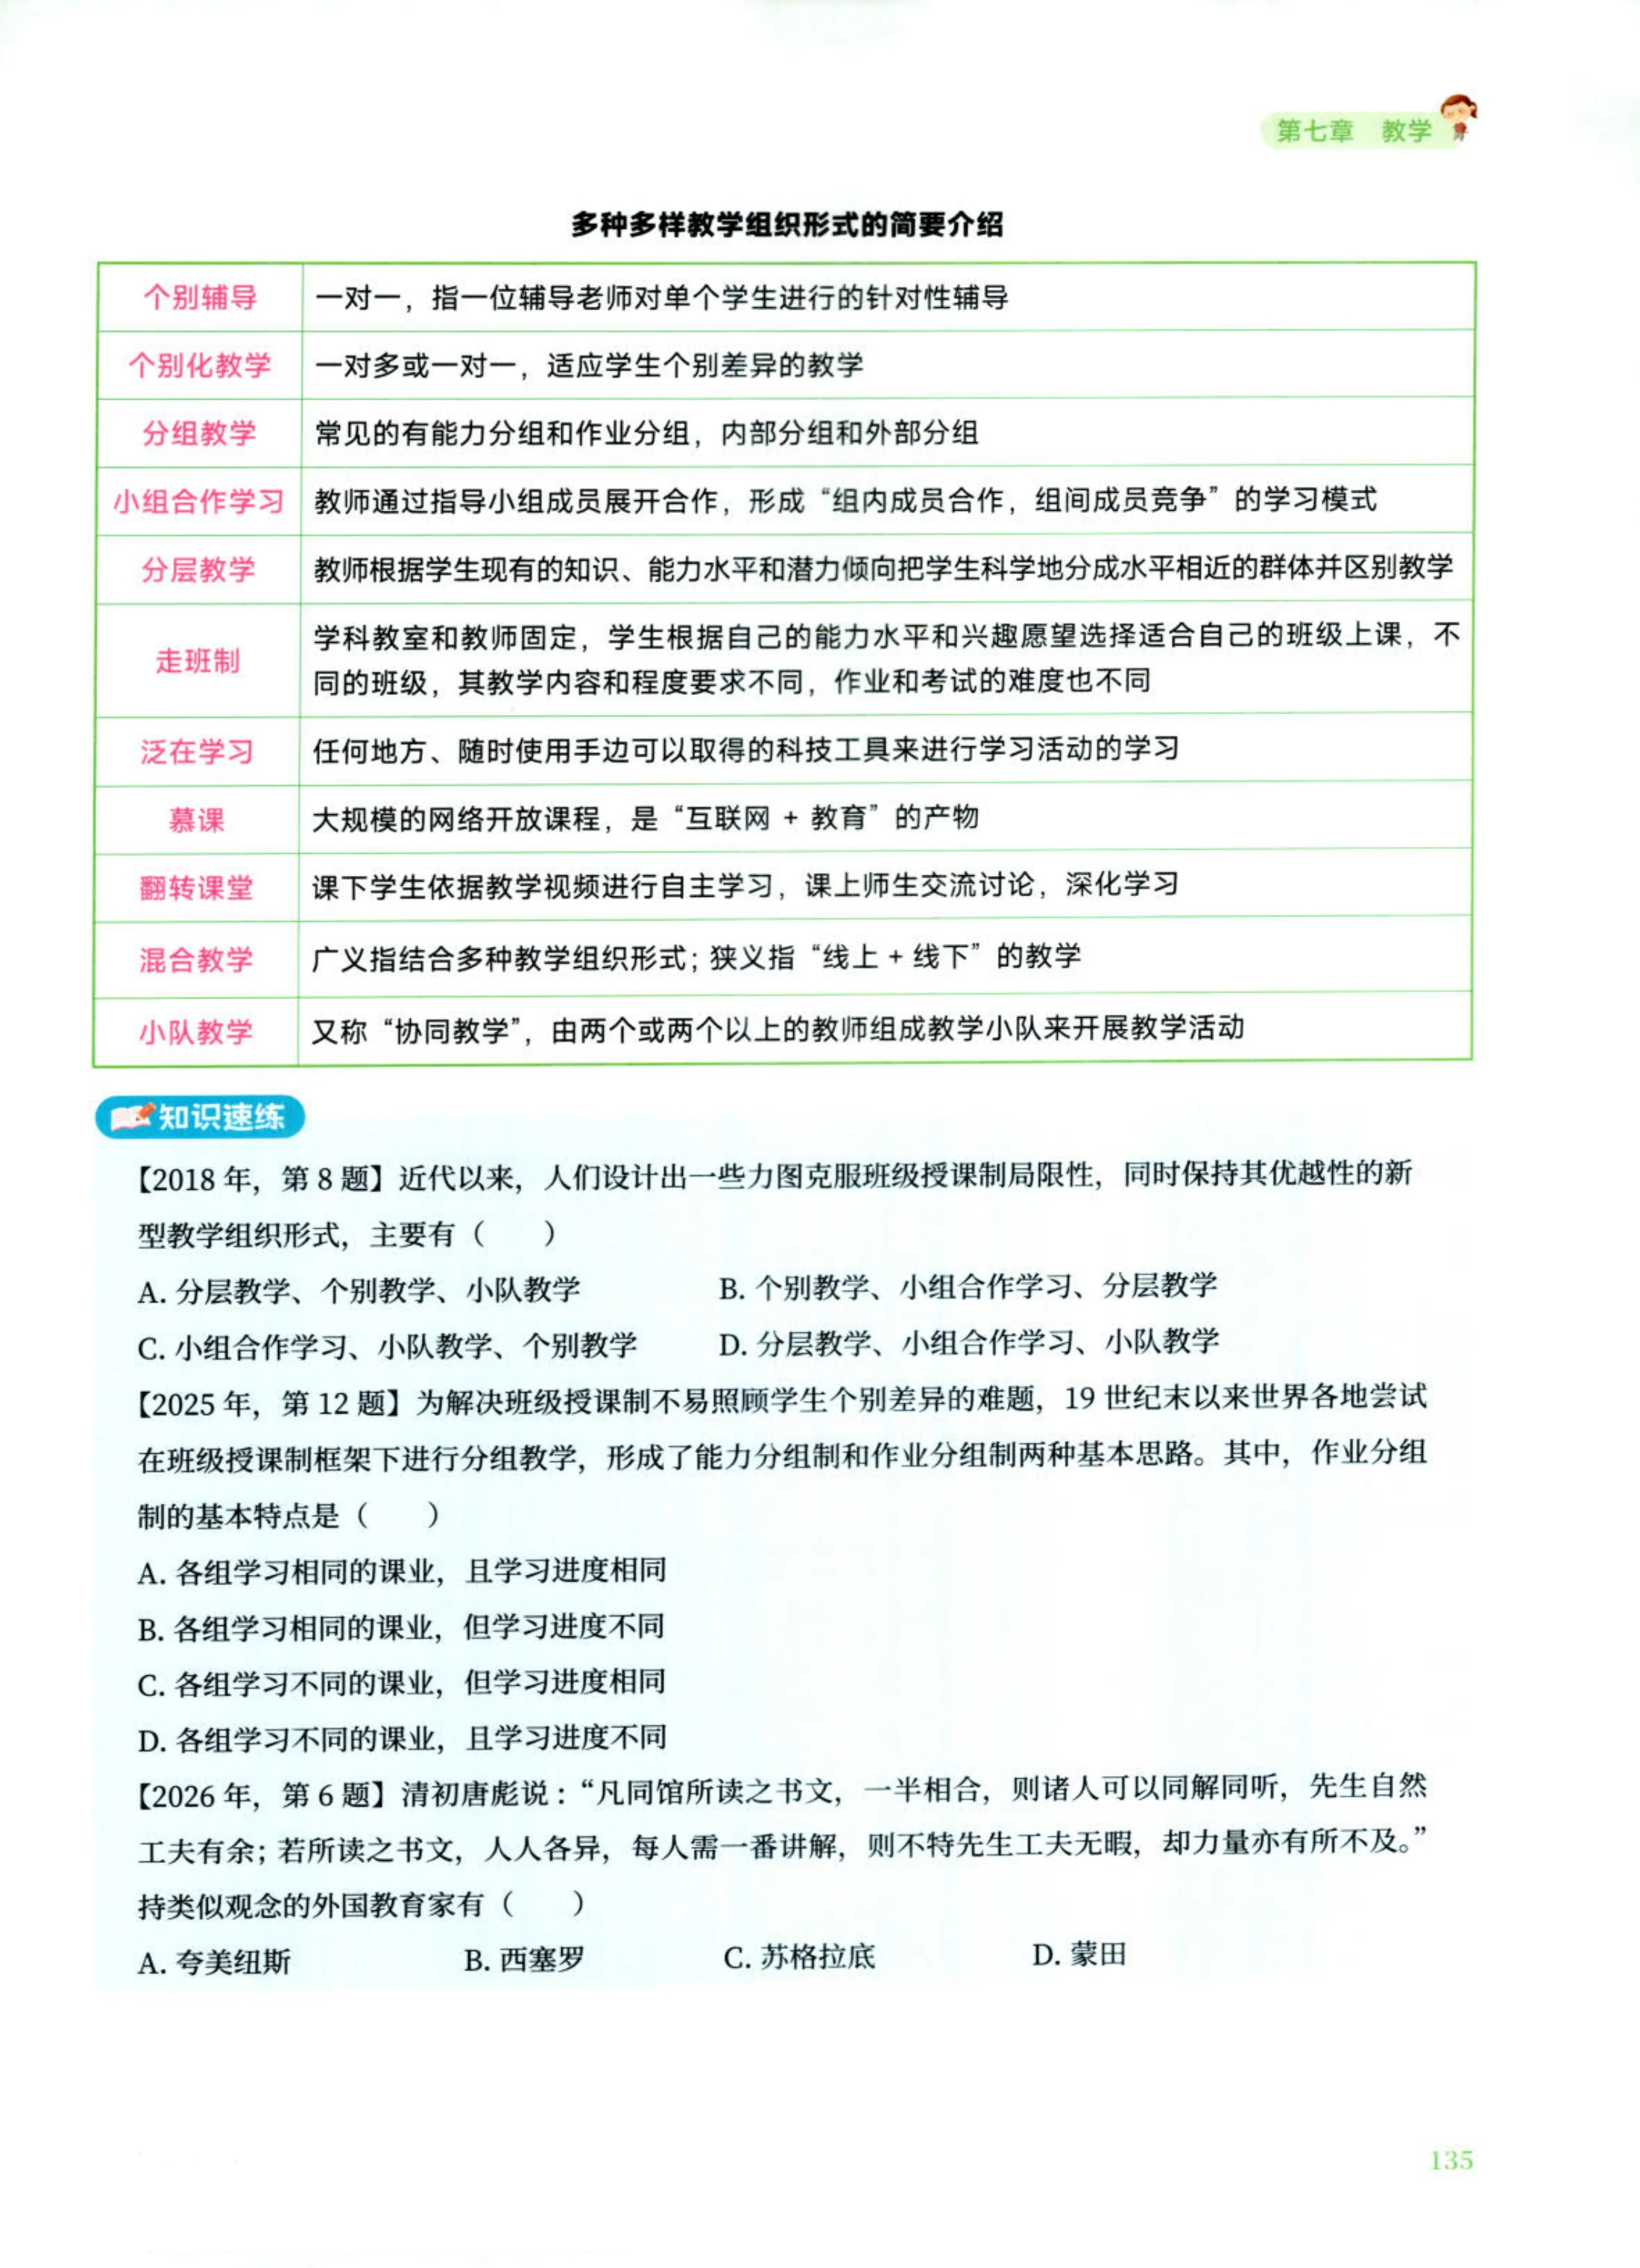 第七章 教学
多种多样教学组织形式的简要介绍
个别辅导 一对一，指一位辅导老师对单个学生进行的针对性辅导
个别化教学 一对多或一对一，适应学生个别差异的教学
分组教学 常见的有能力分组和作业分组，内部分组和外部分组
小组合作学习 教师通过指导小组成员展开合作，形成“组内成员合作，组间成员竞争”的学习模式
分层教学 教师根据学生现有的知识、能力水平和潜力倾向把学生科学地分成水平相近的群体并区别教学
走班制 学科教室和教师固定，学生根据自己的能力水平和兴趣愿望选择适合自己的班级上课，不
同的班级，其教学内容和程度要求不同，作业和考试的难度也不同
泛在学习 任何地方、随时使用手边可以取得的科技工具来进行学习活动的学习
慕课 大规模的网络开放课程，是“互联网 + 教育”的产物
翻转课堂 课下学生依据教学视频进行自主学习，课上师生交流讨论，深化学习
混合教学 广义指结合多种教学组织形式；狭义指“线上 + 线下”的教学
小队教学 又称“协同教学”，由两个或两个以上的教师组成教学小队来开展教学活动
知识速练
【2018 年，第 8 题】近代以来，人们设计出一些力图克服班级授课制局限性，同时保持其优越性的新
型教学组织形式，主要有（ ）
A. 分层教学、个别教学、小队教学 B. 个别教学、小组合作学习、分层教学
C. 小组合作学习、小队教学、个别教学 D. 分层教学、小组合作学习、小队教学
【2025 年，第 12 题】为解决班级授课制不易照顾学生个别差异的难题，19 世纪末以来世界各地尝试
在班级授课制框架下进行分组教学，形成了能力分组制和作业分组制两种基本思路。其中，作业分组
制的基本特点是（ ）
A. 各组学习相同的课业，且学习进度相同
B. 各组学习相同的课业，但学习进度不同
C. 各组学习不同的课业，但学习进度相同
D. 各组学习不同的课业，且学习进度不同
【2026 年，第 6 题】清初唐彪说：“凡同馆所读之书文，一半相合，则诸人可以同解同听，先生自然
工夫有余；若所读之书文，人人各异，每人需一番讲解，则不特先生工夫无暇，却力量亦有所不及。”
持类似观念的外国教育家有（ ）
A. 夸美纽斯 B. 西塞罗 C. 苏格拉底 D. 蒙田
135